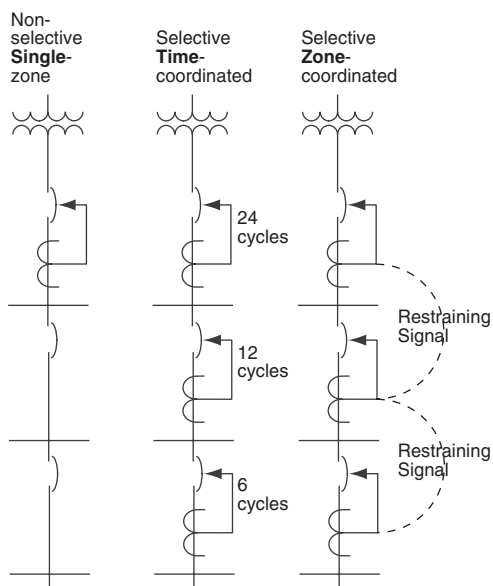 Non-
selective
Single-
zone
Selective
Time-
coordinated
Selective
Zone-
coordinated
24
cycles
12
cycles
6
cycles
Restraining
Signal
Restraining
Signal